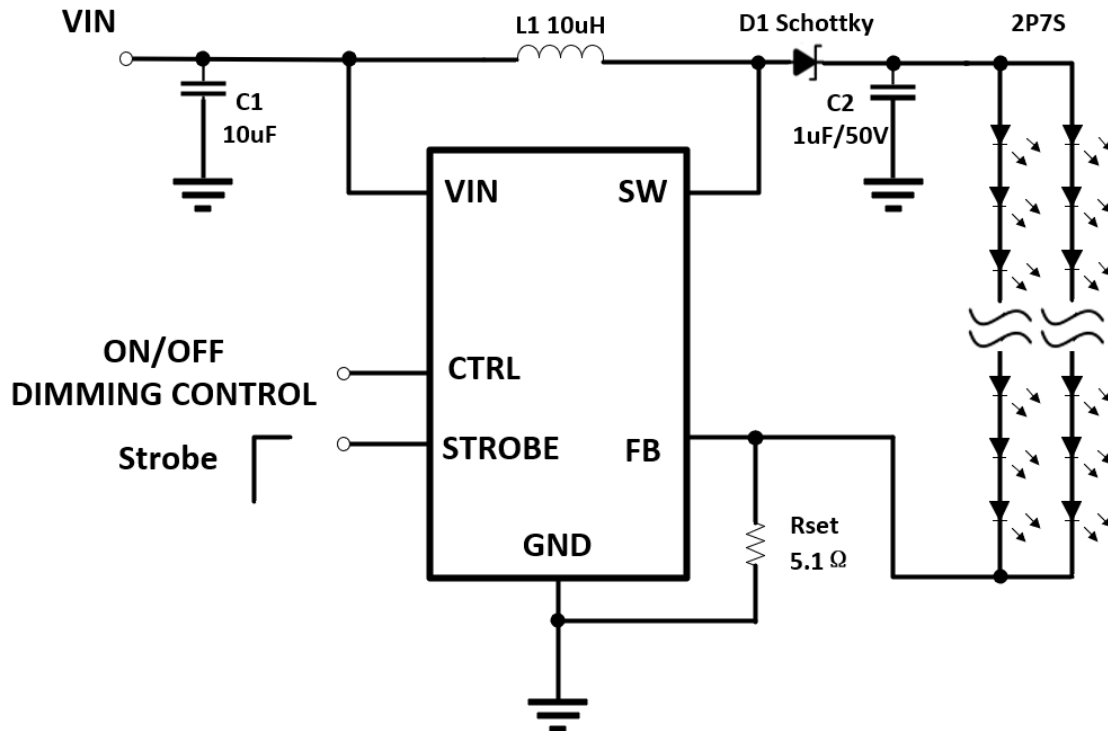 VIN
L1 10uH
D1 Schottky
2P7S
C1
10uF
C2
1uF/50V
VIN
SW
ON/OFF
DIMMING CONTROL
CTRL
Strobe
STROBE
FB
GND
Rset
5.1 Ω